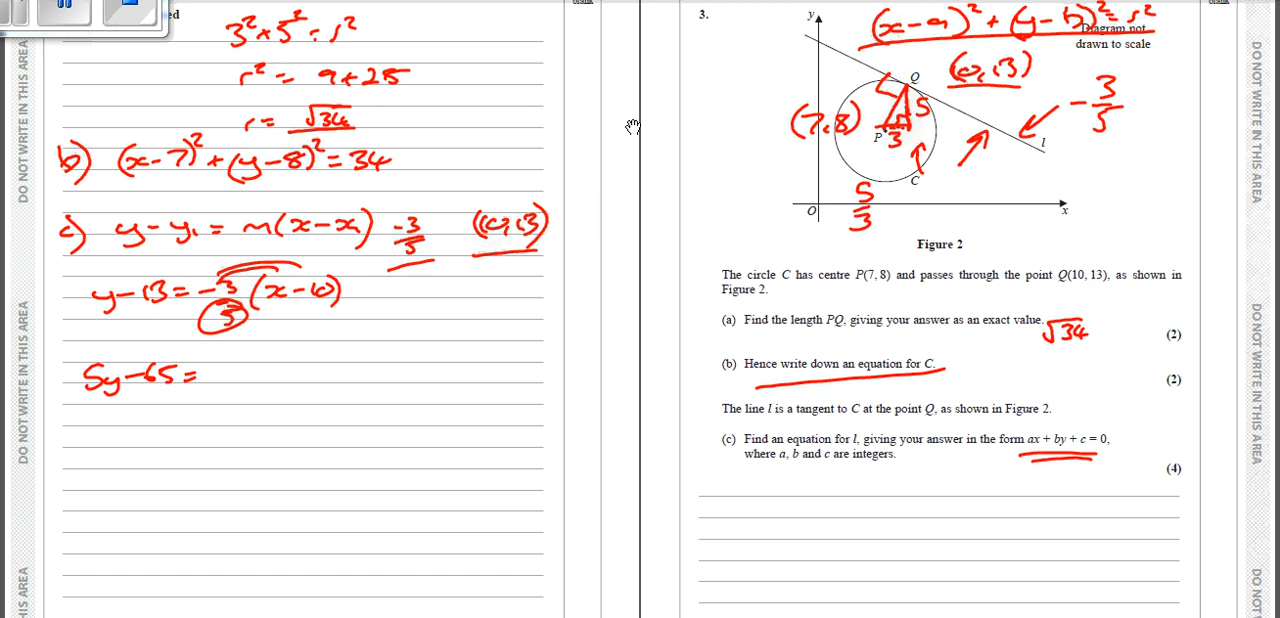 ed
3² + 5² = r²
r² = 9 + 25
r = √34
b) (x-7)² + (y-8)² = 34
c) y - y₁ = m(x - x₁) -3/5 (10,13)
y - 13 = -3/5 (x - 10)
5y - 65 =
DO NOT WRITE IN THIS AREA
DO NOT WRITE IN THIS AREA
HIS AREA
3.
(x-a)² + (y-b)² = r²
Diagram not
drawn to scale
y
Q
(10,13)
-3/5
(7,8)
5
P
3
l
C
5/3
O
x
Figure 2
The circle C has centre P(7, 8) and passes through the point Q(10, 13), as shown in
Figure 2.
(a) Find the length PQ, giving your answer as an exact value. √34
(2)
(b) Hence write down an equation for C.
(2)
The line l is a tangent to C at the point Q, as shown in Figure 2.
(c) Find an equation for l, giving your answer in the form ax + by + c = 0,
where a, b and c are integers.
(4)
DO NOT WRITE IN THIS AREA
DO NOT WRITE IN THIS AREA
DO NOT